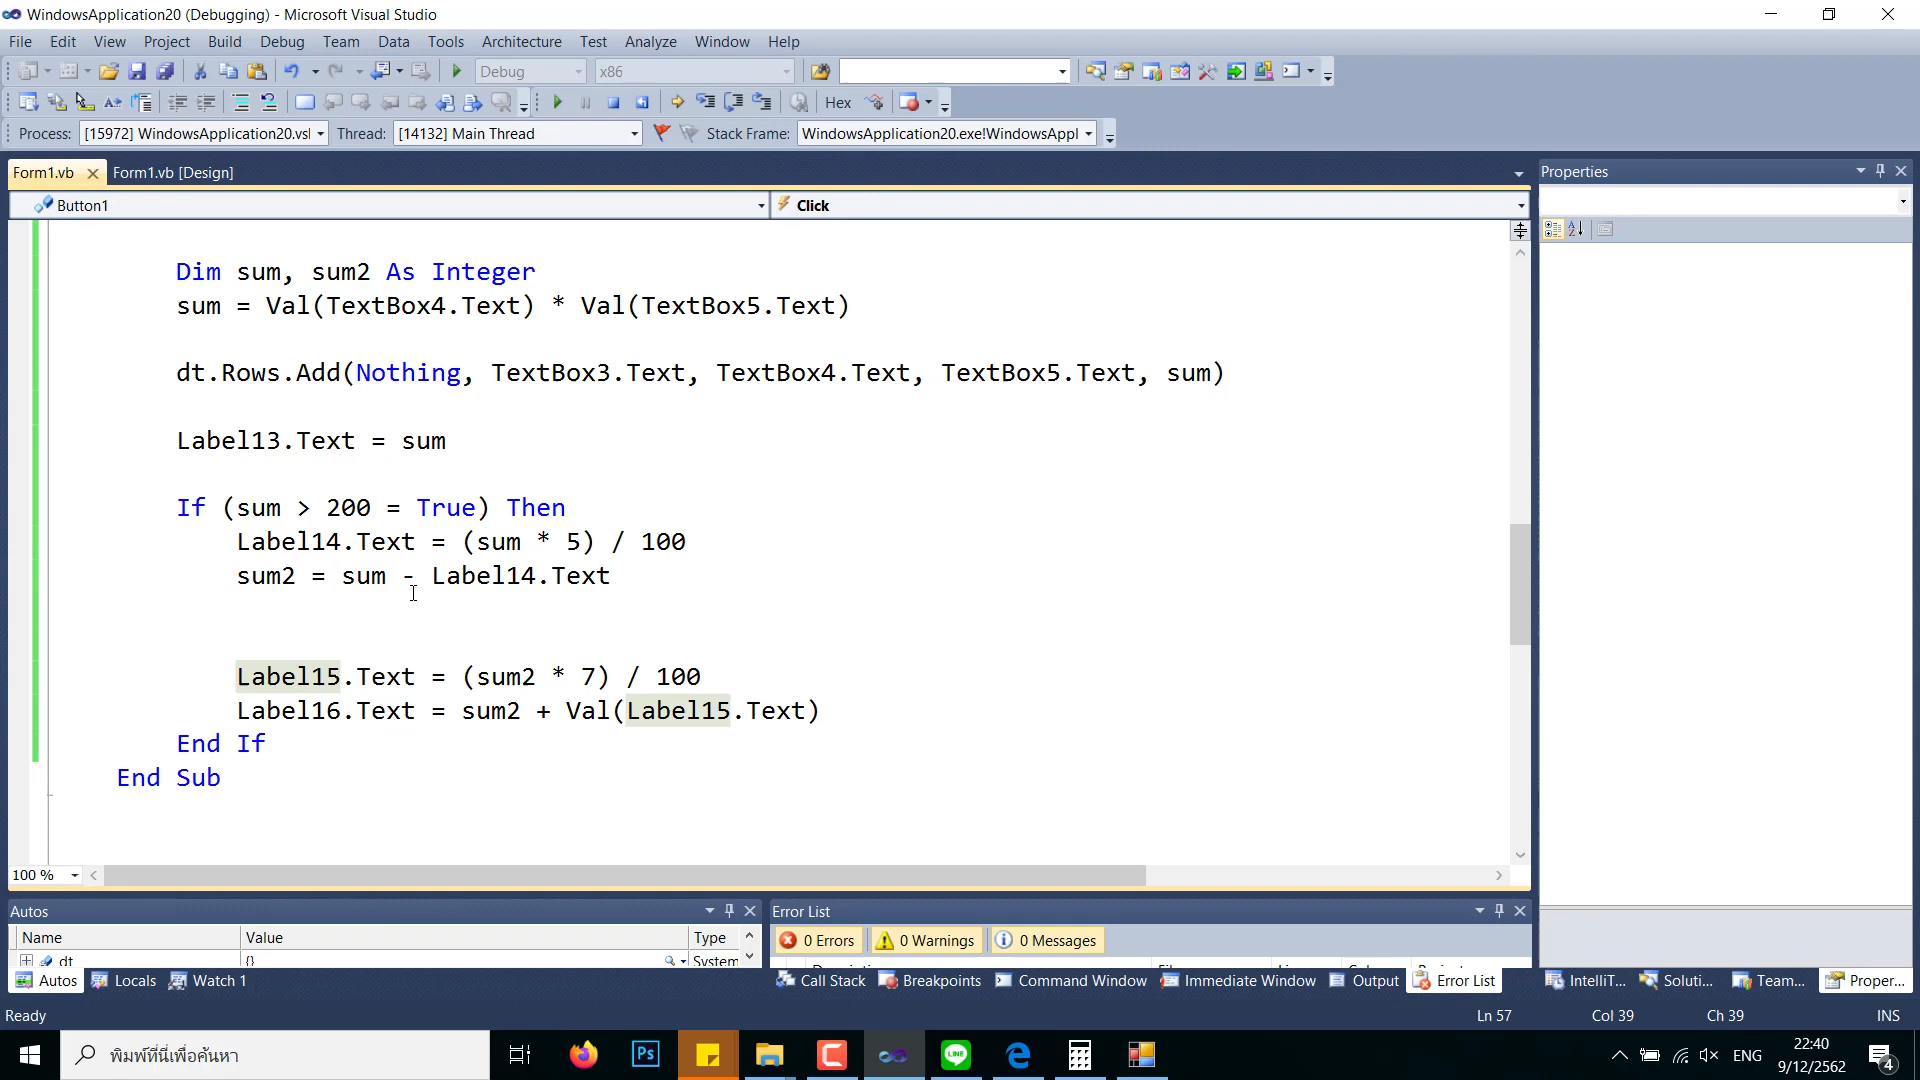 WindowsApplication20 (Debugging) - Microsoft Visual Studio
File Edit View Project Build Debug Team Data Tools Architecture Test Analyze Window Help
Debug x86
Hex
Process: [15972] WindowsApplication20.vsl Thread: [14132] Main Thread Stack Frame: WindowsApplication20.exe!WindowsAppl
Form1.vb Form1.vb [Design] Properties
Button1 Click
Dim sum, sum2 As Integer
sum = Val(TextBox4.Text) * Val(TextBox5.Text)
dt.Rows.Add(Nothing, TextBox3.Text, TextBox4.Text, TextBox5.Text, sum)
Label13.Text = sum
If (sum > 200 = True) Then
Label14.Text = (sum * 5) / 100
sum2 = sum - Label14.Text
Label15.Text = (sum2 * 7) / 100
Label16.Text = sum2 + Val(Label15.Text)
End If
End Sub
100 %
Autos Error List
Name Value Type 0 Errors 0 Warnings 0 Messages
dt {} System
Autos Locals Watch 1 Call Stack Breakpoints Command Window Immediate Window Output Error List IntelliT... Soluti... Team... Proper...
Ready Ln 57 Col 39 Ch 39 INS
พิมพ์ที่นี่เพื่อค้นหา Ps LINE ENG 22:40
9/12/2562 4